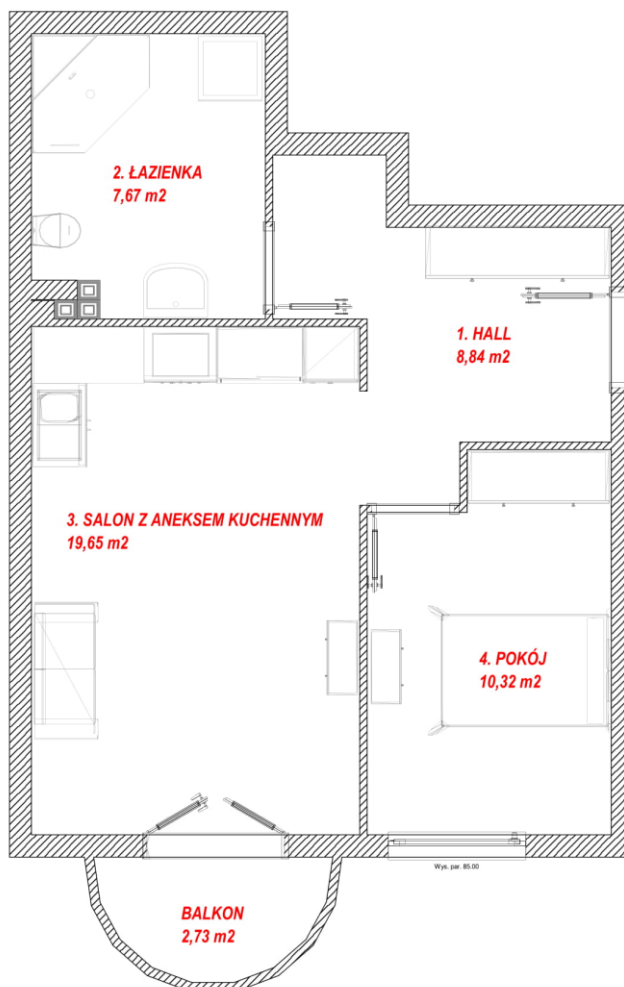 2. ŁAZIENKA
7,67 m2
1. HALL
8,84 m2
3. SALON Z ANEKSEM KUCHENNYM
19,65 m2
4. POKÓJ
10,32 m2
Wys. par. 85.00
BALKON
2,73 m2